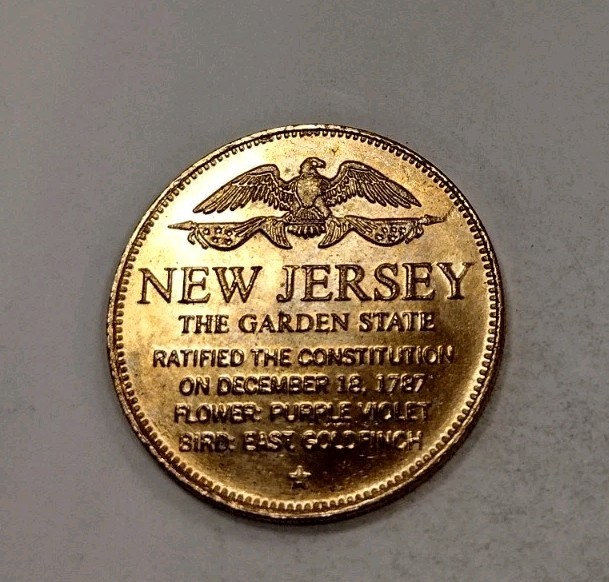 NEW JERSEY
THE GARDEN STATE
RATIFIED THE CONSTITUTION
ON DECEMBER 18, 1787
FLOWER: PURPLE VIOLET
BIRD: EAST. GOLDFINCH